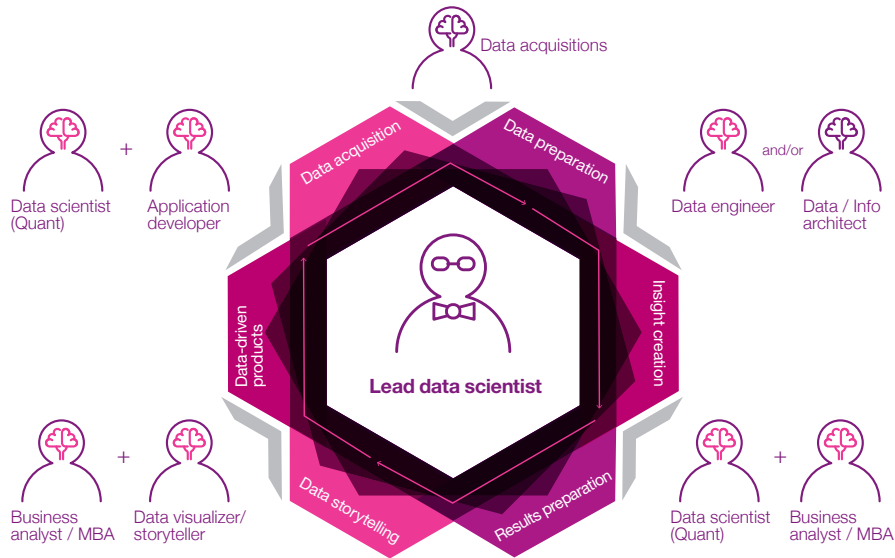 Data acquisitions
Data scientist
(Quant)
+
Application
developer
Data acquisition
Data preparation
Data engineer
and/or
Data / Info
architect
Data-driven
products
Lead data scientist
Insight creation
Business
analyst / MBA
+
Data visualizer/
storyteller
Data storytelling
Results preparation
Data scientist
(Quant)
+
Business
analyst / MBA